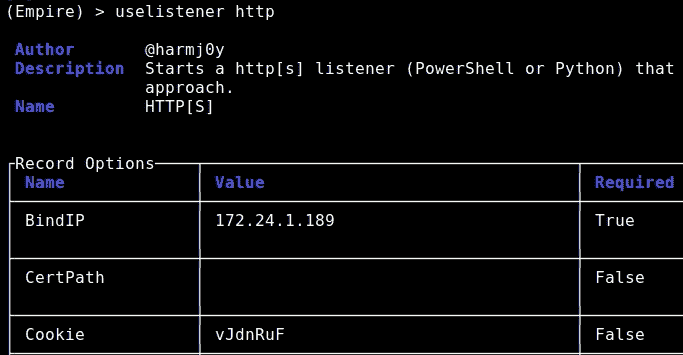 (Empire) > uselistener http
Author @harmj0y
Description Starts a http[s] listener (PowerShell or Python) that
approach.
Name HTTP[S]
Record Options
Name Value Required
BindIP 172.24.1.189 True
CertPath False
Cookie vJdnRuF False